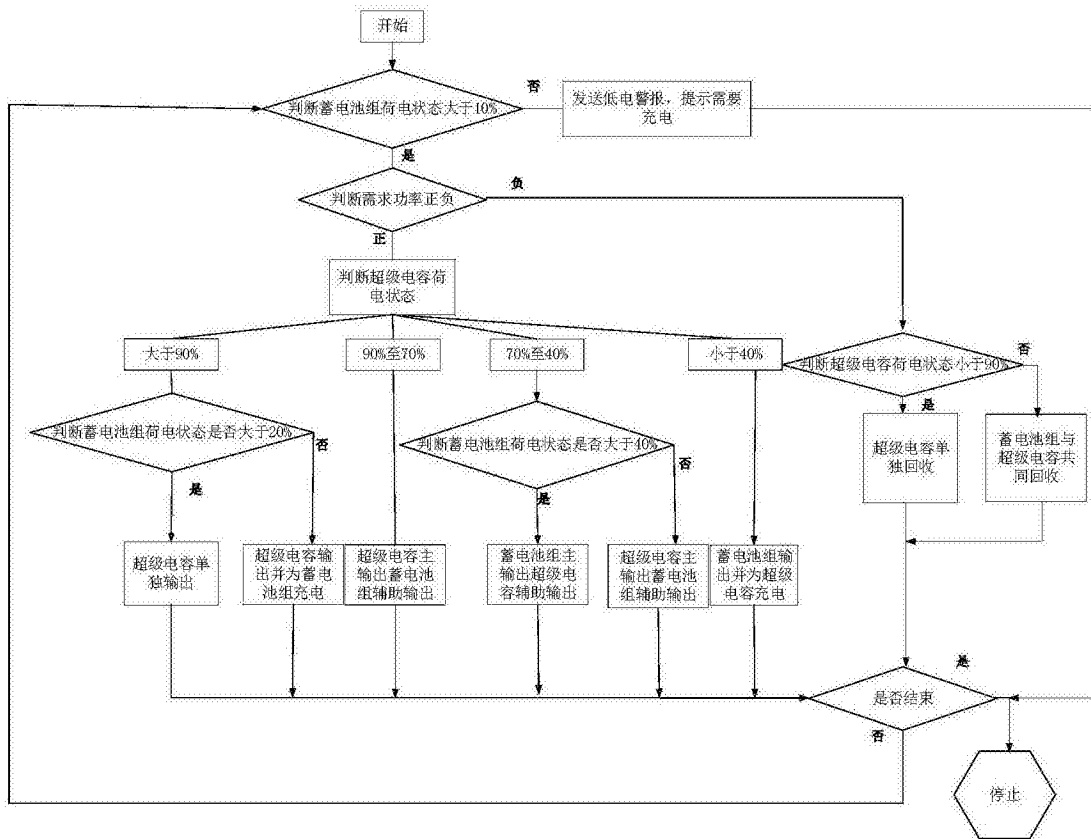 开始
判断蓄电池组荷电状态大于10%
否
发送低电警报，提示需要
充电
是
判断需求功率正负
负
正
判断超级电容荷
电状态
大于90%
90%至70%
70%至40%
小于40%
判断超级电容荷电状态小于90%
否
是
判断蓄电池组荷电状态是否大于20%
否
是
判断蓄电池组荷电状态是否大于40%
否
是
超级电容单
独回收
蓄电池组与
超级电容共
同回收
超级电容单
独输出
超级电容输
出并为蓄电
池组充电
超级电容主
输出蓄电池
组辅助输出
蓄电池组主
输出超级电
容辅助输出
超级电容主
输出蓄电池
组辅助输出
蓄电池组输
出并为超级
电容充电
是否结束
是
否
停止